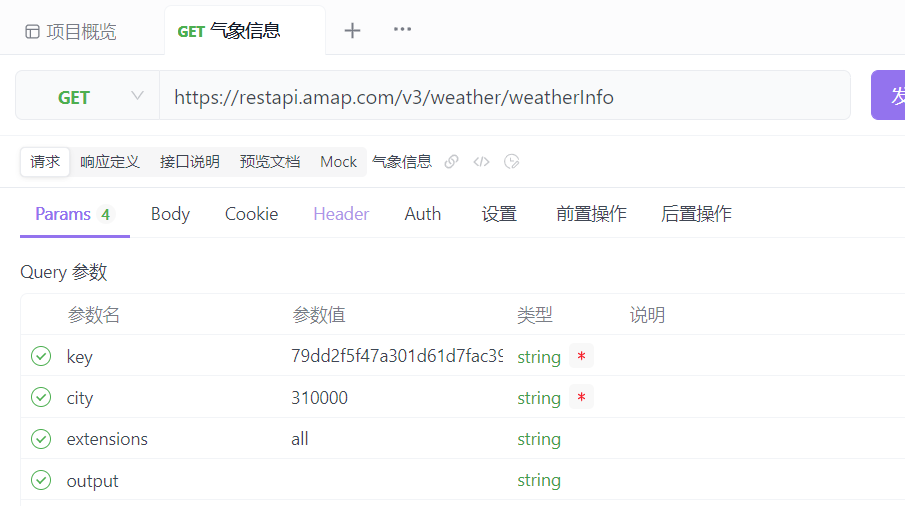 项目概览 GET 气象信息
GET https://restapi.amap.com/v3/weather/weatherInfo
请求 响应定义 接口说明 预览文档 Mock 气象信息
Params 4 Body Cookie Header Auth 设置 前置操作 后置操作
Query 参数
参数名 参数值 类型 说明
key 79dd2f5f47a301d61d7fac39 string *
city 310000 string *
extensions all string
output string